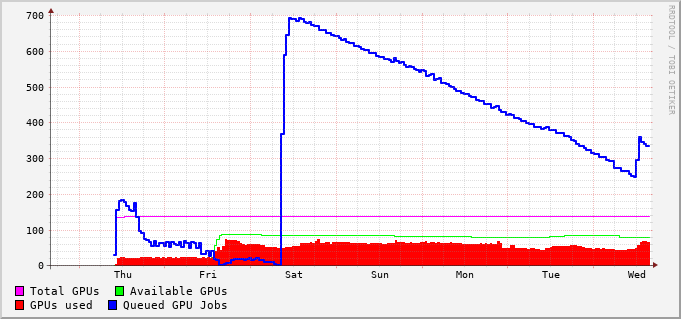 700
600
500
400
300
200
100
0
Thu Fri Sat Sun Mon Tue Wed
Total GPUs Available GPUs
GPUs used Queued GPU Jobs
RRDTOOL / TOBI OETIKER